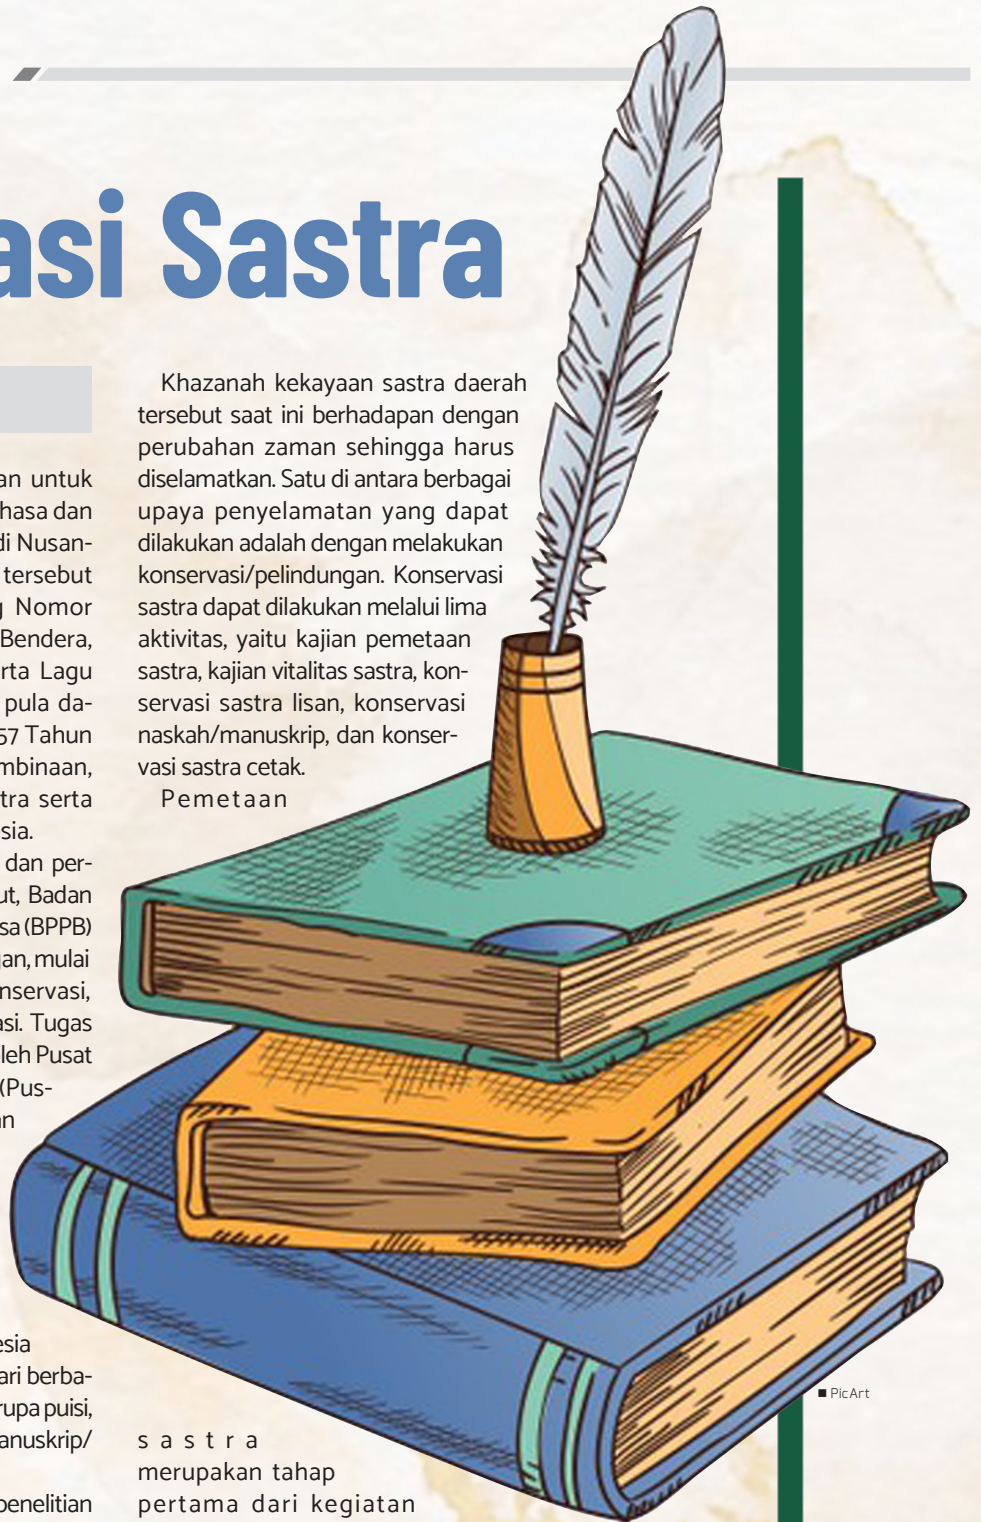 asi Sastra
an untuk
hasa dan
di Nusan-
tersebut
Nomor
Bendera,
rta Lagu
pula da-
57 Tahun
mbinaan,
tra serta
esia.
dan per-
ut, Badan
sa (BPPB)
gan, mulai
nservasi,
asi. Tugas
oleh Pusat
(Pus-
an
esia
ari berba-
rupa puisi,
anuskrip/
penelitian
Khazanah kekayaan sastra daerah
tersebut saat ini berhadapan dengan
perubahan zaman sehingga harus
diselamatkan. Satu di antara berbagai
upaya penyelamatan yang dapat
dilakukan adalah dengan melakukan
konservasi/pelindungan. Konservasi
sastra dapat dilakukan melalui lima
aktivitas, yaitu kajian pemetaan
sastra, kajian vitalitas sastra, kon-
servasi sastra lisan, konservasi
naskah/manuskrip, dan konser-
vasi sastra cetak.
Pemetaan
sastra
merupakan tahap
pertama dari kegiatan
■ PicArt